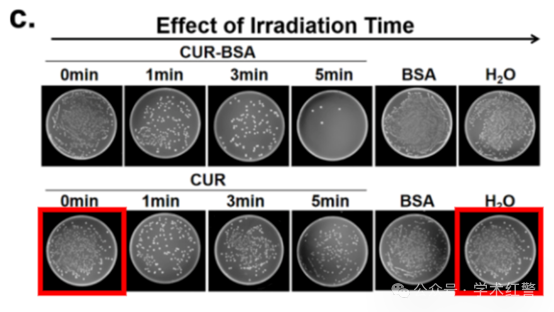 c.
Effect of Irradiation Time
CUR-BSA
0min 1min 3min 5min BSA H₂O
CUR
0min 1min 3min 5min BSA H₂O
公众号 · 学术红警